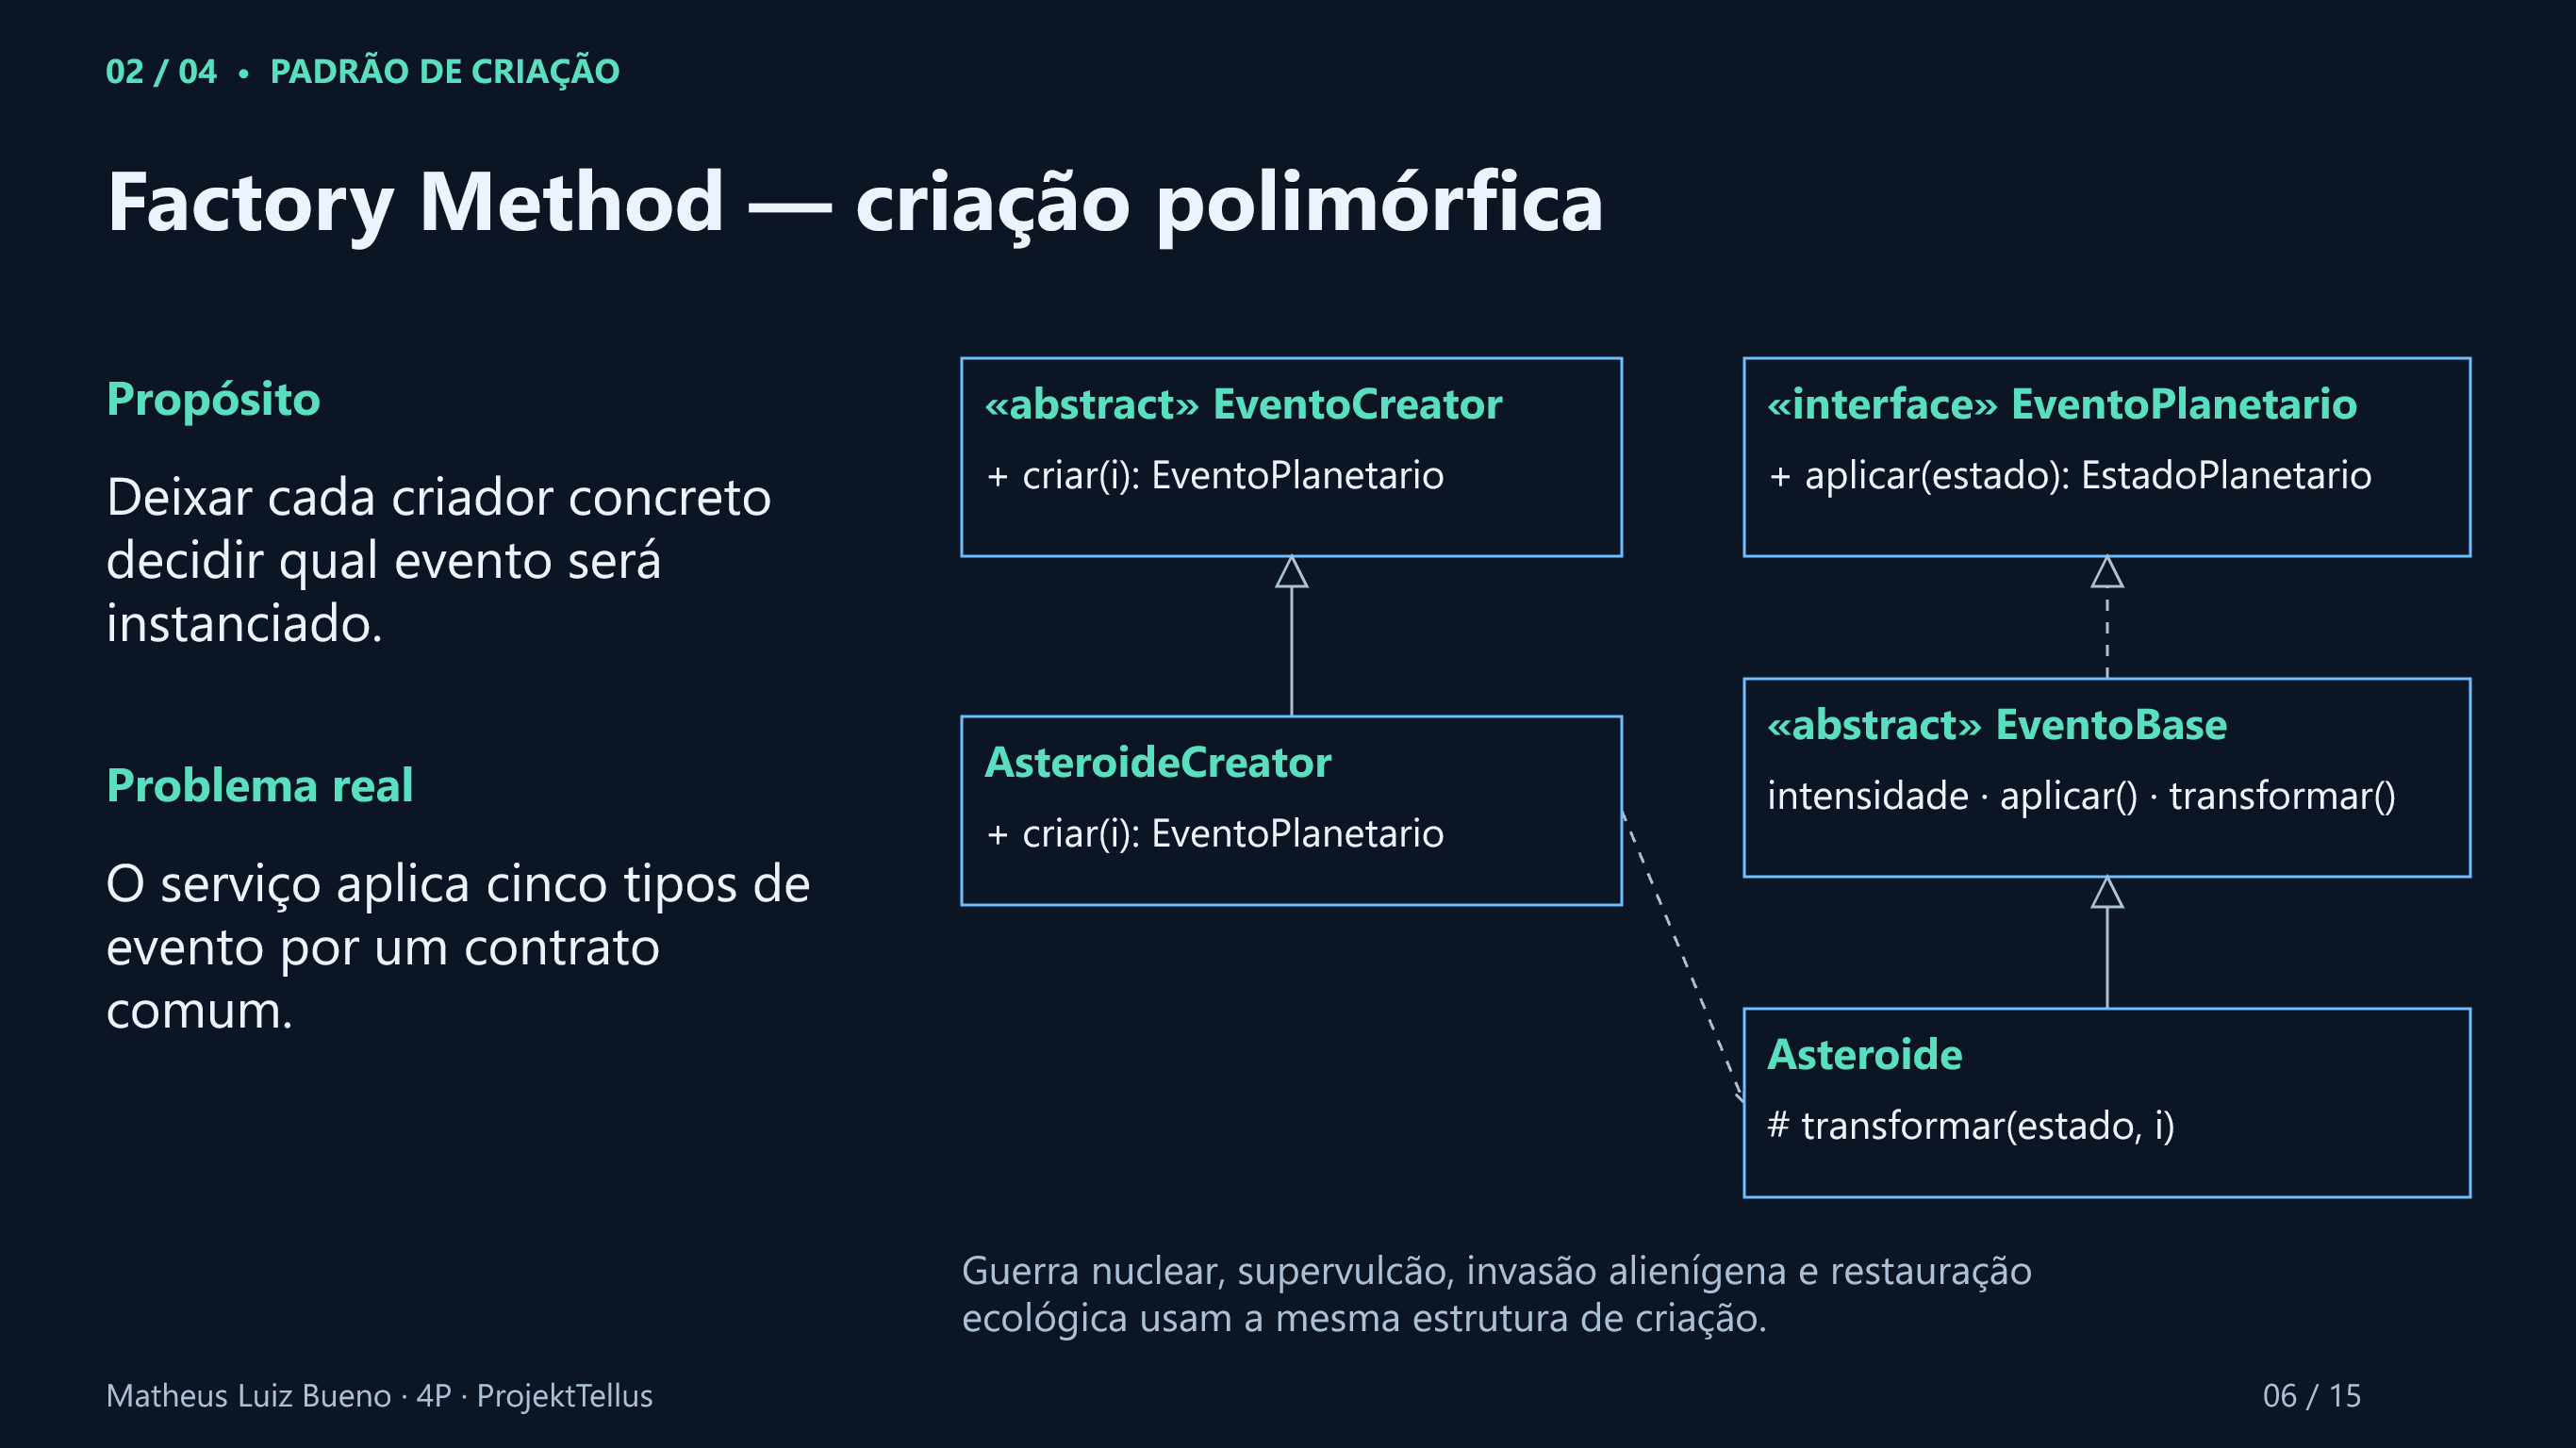 02 / 04 • PADRÃO DE CRIAÇÃO
Factory Method — criação polimórfica
Propósito
Deixar cada criador concreto
decidir qual evento será
instanciado.
Problema real
O serviço aplica cinco tipos de
evento por um contrato
comum.
«abstract» EventoCreator
+ criar(i): EventoPlanetario
AsteroideCreator
+ criar(i): EventoPlanetario
«interface» EventoPlanetario
+ aplicar(estado): EstadoPlanetario
«abstract» EventoBase
intensidade · aplicar() · transformar()
Asteroide
# transformar(estado, i)
Guerra nuclear, supervulcão, invasão alienígena e restauração
ecológica usam a mesma estrutura de criação.
Matheus Luiz Bueno · 4P · ProjektTellus
06 / 15